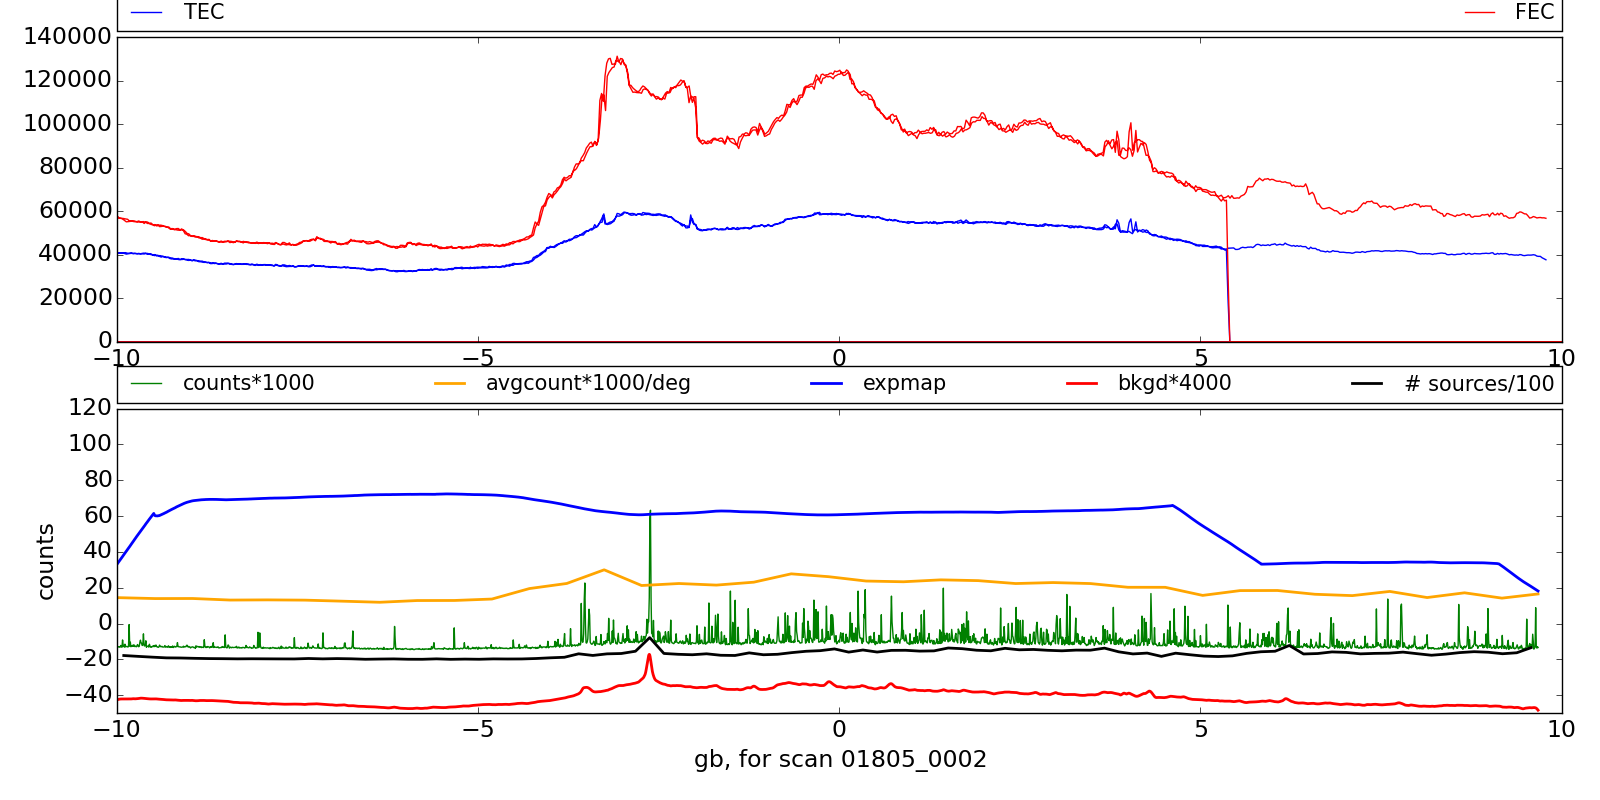 TEC FEC
140000
120000
100000
80000
60000
40000
20000
0
−10 −5 0 5 10
counts*1000 avgcount*1000/deg expmap bkgd*4000 # sources/100
120
100
80
60
40
20
0
−20
−40
counts
−10 −5 0 5 10
gb, for scan 01805_0002